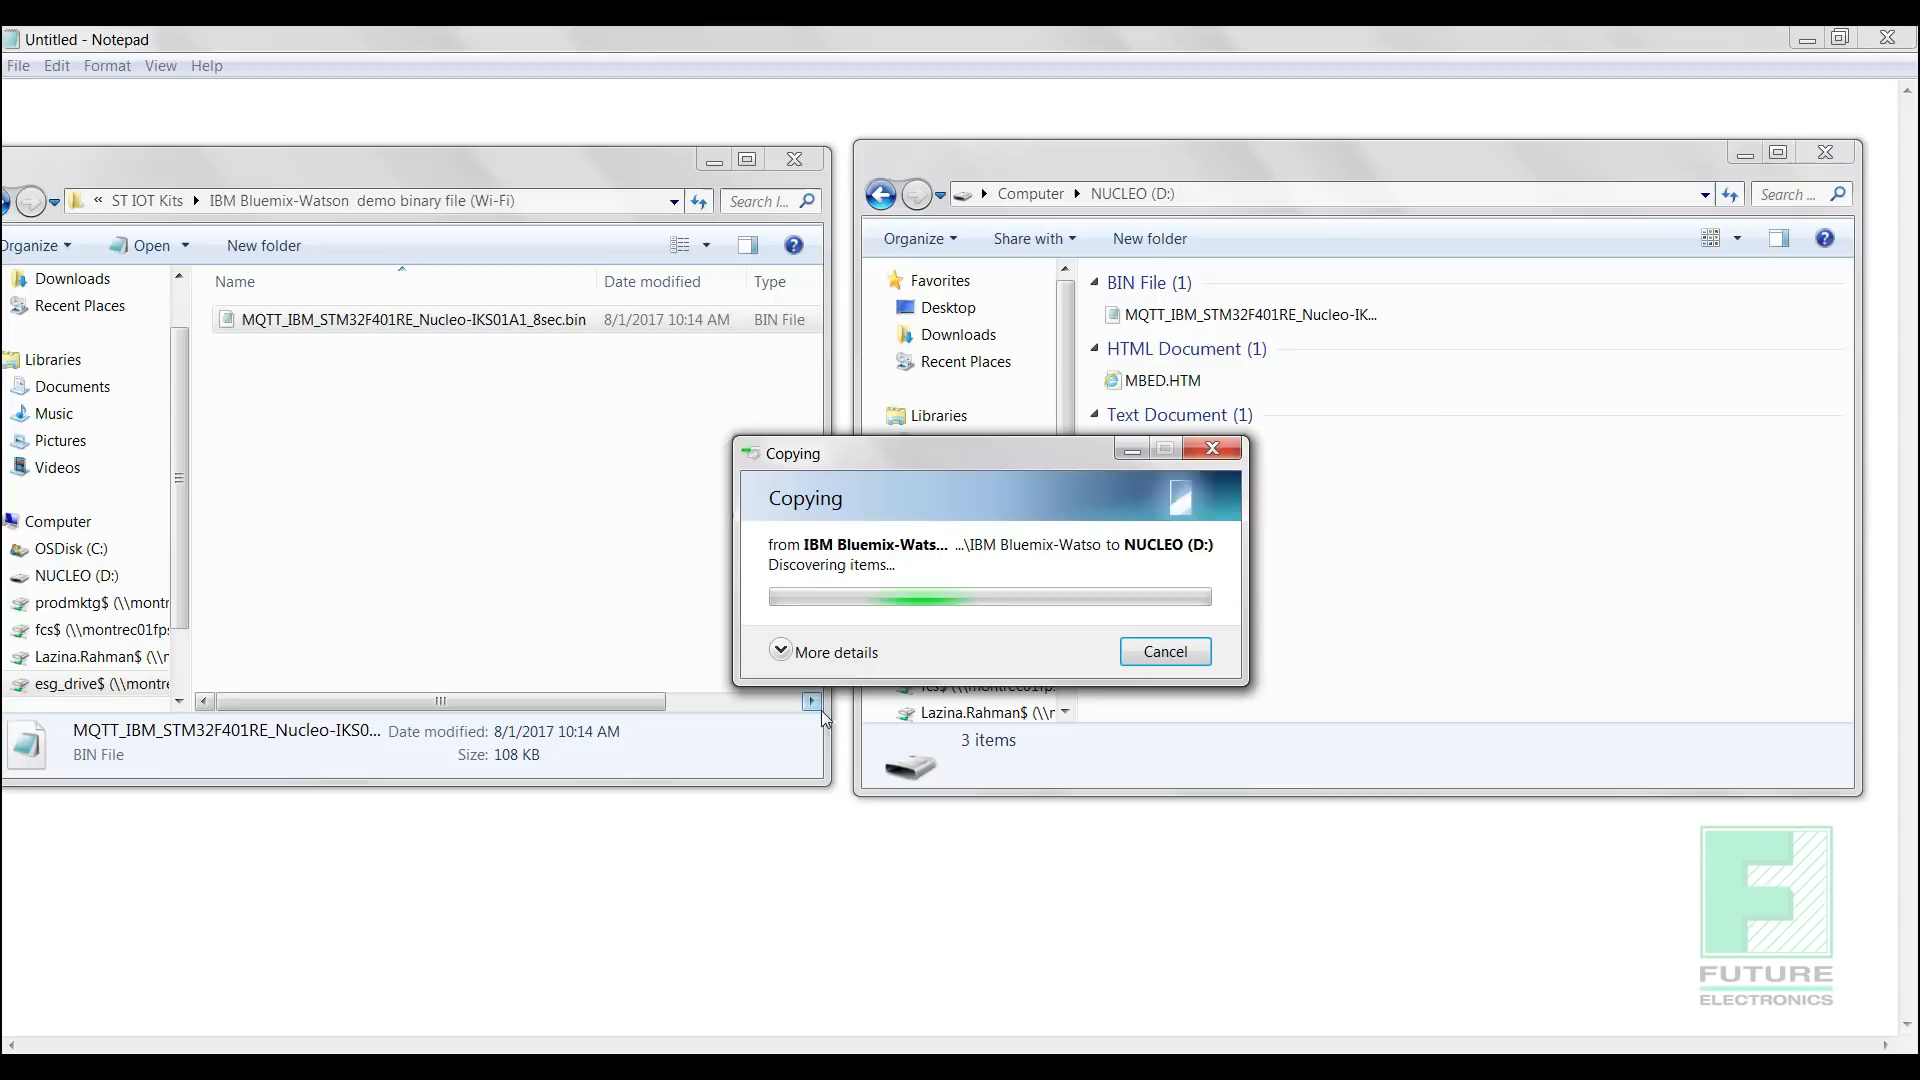 Untitled - Notepad
File Edit Format View Help
« ST IOT Kits IBM Bluemix-Watson demo binary file (Wi-Fi)
Search I...
Organize Open New folder
Downloads
Recent Places
Libraries
Documents
Music
Pictures
Videos
Computer
OSDisk (C:)
NUCLEO (D:)
prodmktg$ (\\montr
fcs$ (\\montrec01fps
Lazina.Rahman$ (\\n
esg_drive$ (\\montre
Name Date modified Type
MQTT_IBM_STM32F401RE_Nucleo-IKS01A1_8sec.bin 8/1/2017 10:14 AM BIN File
MQTT_IBM_STM32F401RE_Nucleo-IKS0... Date modified: 8/1/2017 10:14 AM
BIN File Size: 108 KB
Computer NUCLEO (D:)
Search ...
Organize Share with New folder
Favorites
Desktop
Downloads
Recent Places
Libraries
BIN File (1)
MQTT_IBM_STM32F401RE_Nucleo-IK...
HTML Document (1)
MBED.HTM
Text Document (1)
Lazina.Rahman$ (\\n
3 items
Copying
Copying
from IBM Bluemix-Wats... ...\IBM Bluemix-Watso to NUCLEO (D:)
Discovering items...
More details
Cancel
FUTURE
ELECTRONICS